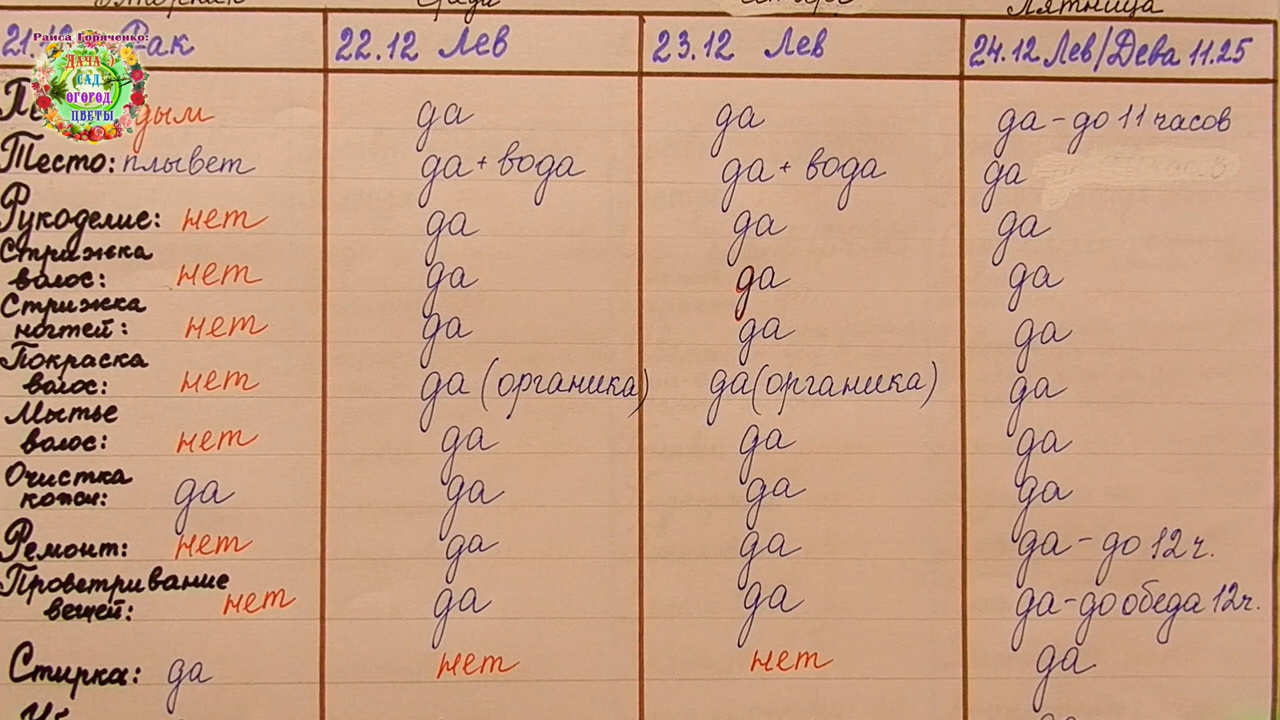 Пятница
21.12 Рак 22.12 Лев 23.12 Лев 24.12 Лев/Дева 11.25
Раиса Горяченко:
ДАЧА
САД,
ОГОРОД,
ЦВЕТЫ
дым да да да - до 11 часов
Тесто: плывет да + вода да + вода да
Рукоделие: нет да да да
Стрижка
волос: нет да да да
Стрижка
ногтей: нет да да да
Покраска
волос: нет да (органика) да (органика) да
Мытье
волос: нет да да да
Очистка
кожи: да да да да
Ремонт: нет да да да - до 12 ч.
Проветривание
вещей: нет да да да - до обеда 12ч.
Стирка: да нет нет да